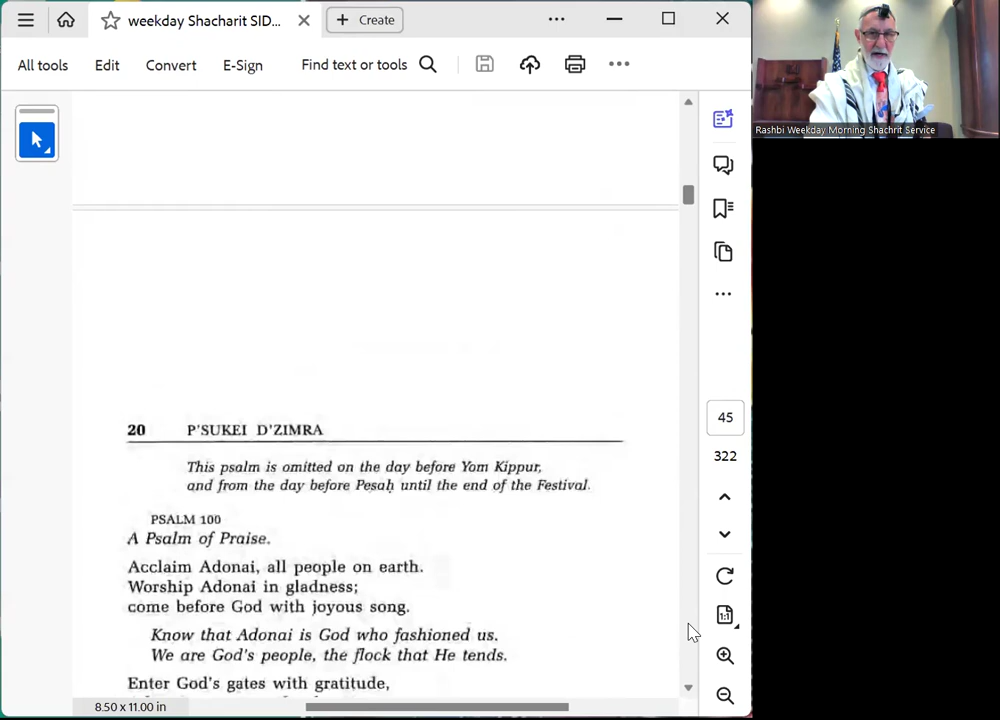 weekday Shacharit SID...
Create
All tools
Edit
Convert
E-Sign
Find text or tools
Rashbi Weekday Morning Shachrit Service
45
322
1:1
20 P'SUKEI D'ZIMRA
This psalm is omitted on the day before Yom Kippur,
and from the day before Pesaḥ until the end of the Festival.
PSALM 100
A Psalm of Praise.
Acclaim Adonai, all people on earth.
Worship Adonai in gladness;
come before God with joyous song.
Know that Adonai is God who fashioned us.
We are God's people, the flock that He tends.
Enter God's gates with gratitude,
8.50 x 11.00 in